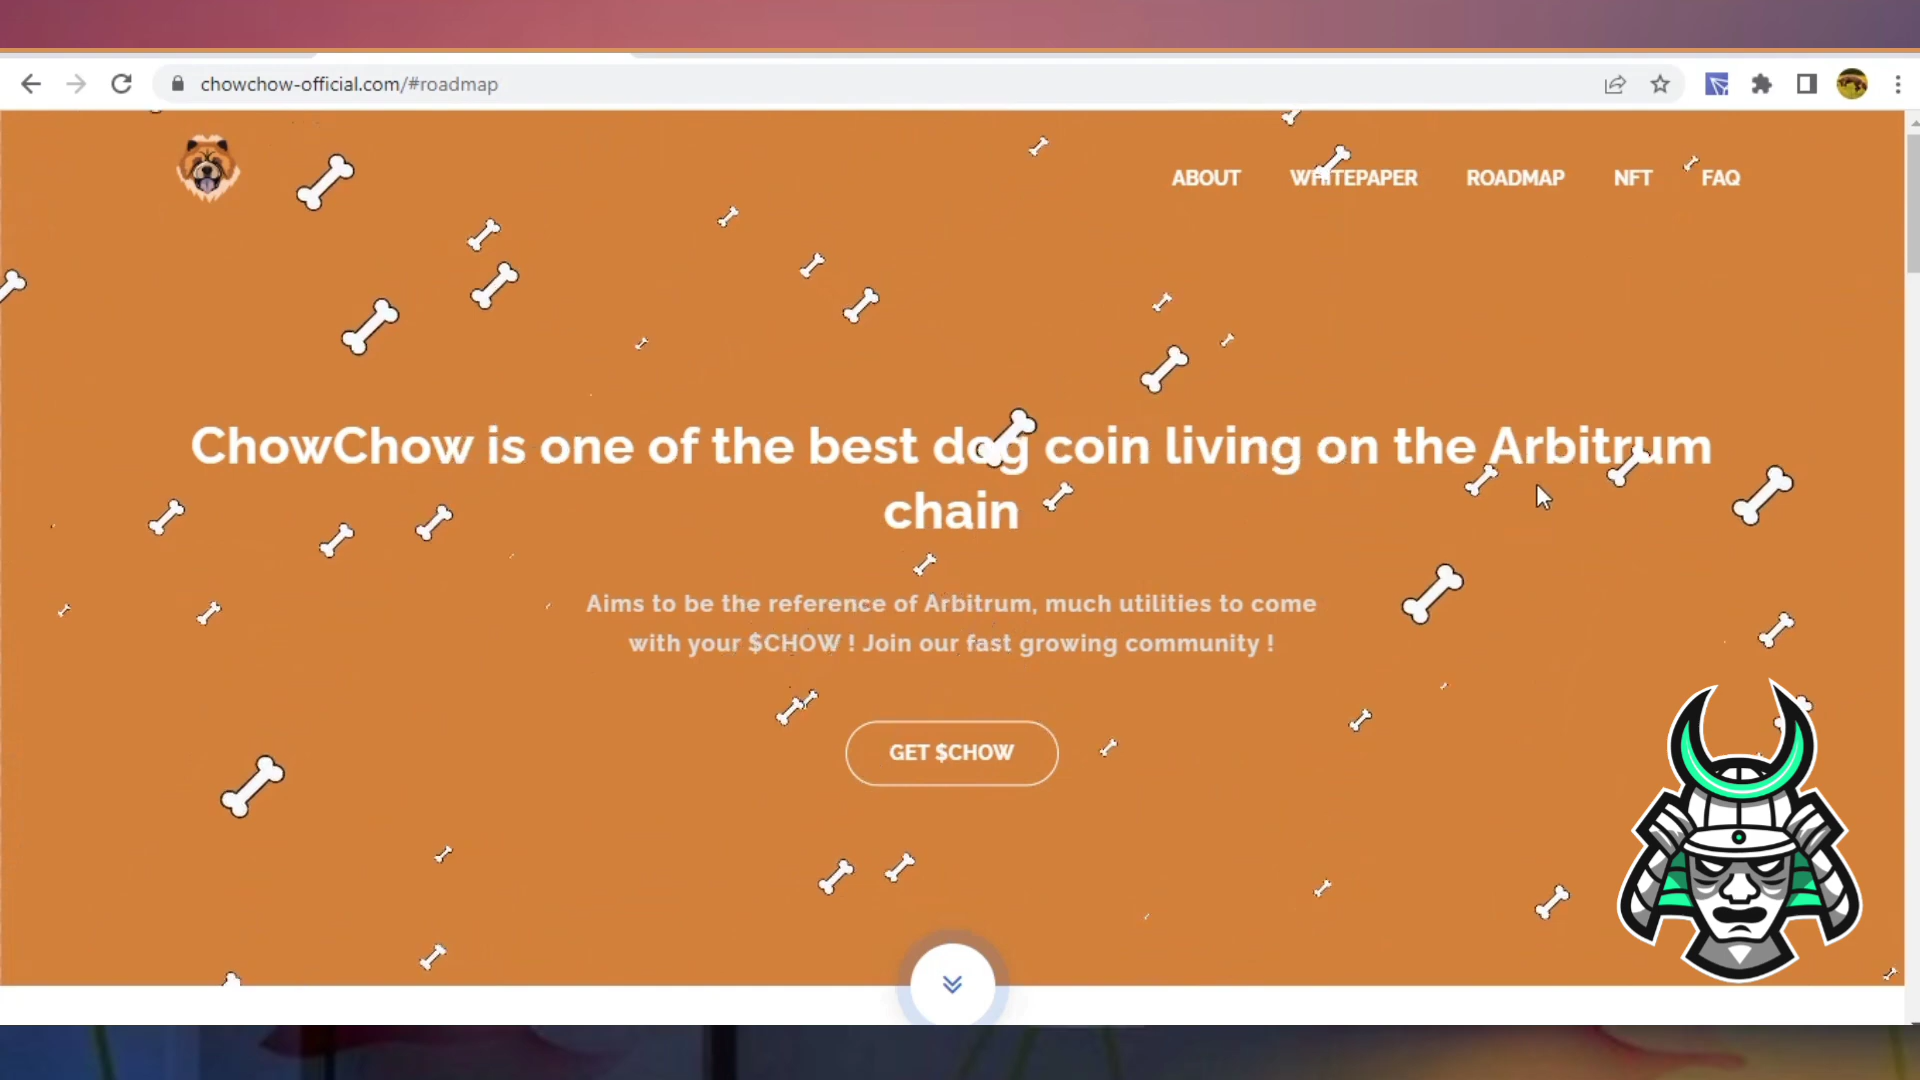 chowchow-official.com/#roadmap
ABOUT WHITEPAPER ROADMAP NFT FAQ
ChowChow is one of the best dog coin living on the Arbitrum
chain
Aims to be the reference of Arbitrum, much utilities to come
with your $CHOW ! Join our fast growing community !
GET $CHOW